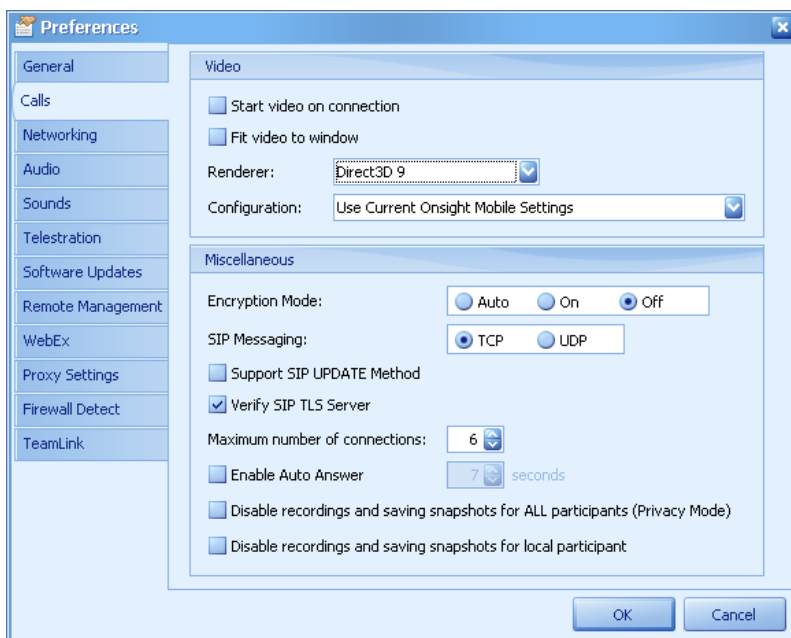 Preferences
General
Calls
Networking
Audio
Sounds
Telestration
Software Updates
Remote Management
WebEx
Proxy Settings
Firewall Detect
TeamLink
Video
Start video on connection
Fit video to window
Renderer: Direct3D 9
Configuration: Use Current Onsight Mobile Settings
Miscellaneous
Encryption Mode: Auto On Off
SIP Messaging: TCP UDP
Support SIP UPDATE Method
Verify SIP TLS Server
Maximum number of connections: 6
Enable Auto Answer 7 seconds
Disable recordings and saving snapshots for ALL participants (Privacy Mode)
Disable recordings and saving snapshots for local participant
OK Cancel